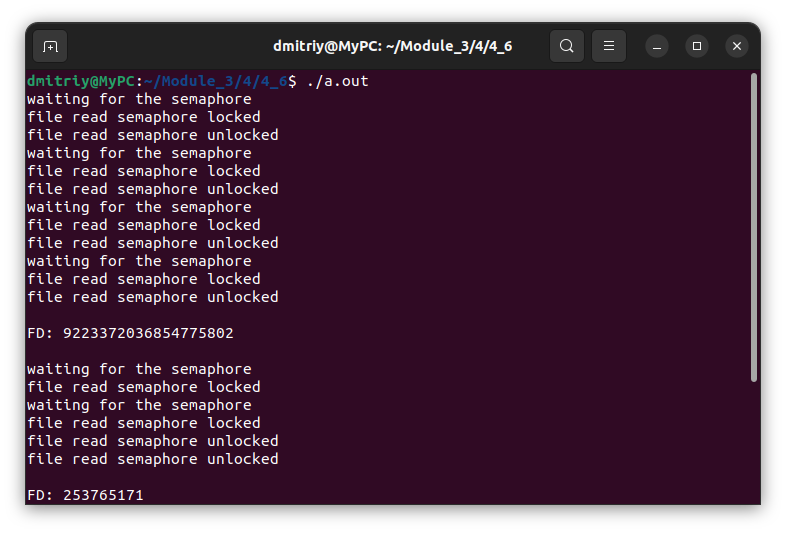 dmitriy@MyPC: ~/Module_3/4/4_6
dmitriy@MyPC:~/Module_3/4/4_6$ ./a.out
waiting for the semaphore
file read semaphore locked
file read semaphore unlocked
waiting for the semaphore
file read semaphore locked
file read semaphore unlocked
waiting for the semaphore
file read semaphore locked
file read semaphore unlocked
waiting for the semaphore
file read semaphore locked
file read semaphore unlocked
FD: 9223372036854775802
waiting for the semaphore
file read semaphore locked
waiting for the semaphore
file read semaphore locked
file read semaphore unlocked
file read semaphore unlocked
FD: 253765171